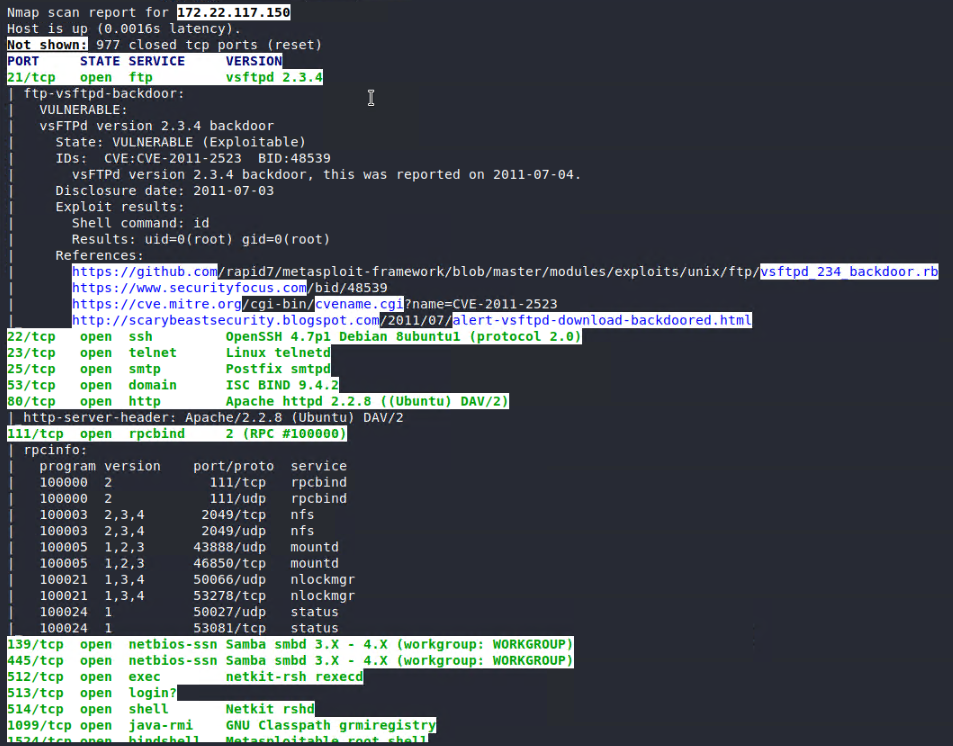 Nmap scan report for 172.22.117.150
Host is up (0.0016s latency).
Not shown: 977 closed tcp ports (reset)
PORT     STATE SERVICE     VERSION
21/tcp   open  ftp         vsftpd 2.3.4
| ftp-vsftpd-backdoor:
|   VULNERABLE:
|   vsFTPd version 2.3.4 backdoor
|     State: VULNERABLE (Exploitable)
|     IDs:  CVE:CVE-2011-2523  BID:48539
|       vsFTPd version 2.3.4 backdoor, this was reported on 2011-07-04.
|     Disclosure date: 2011-07-03
|     Exploit results:
|       Shell command: id
|       Results: uid=0(root) gid=0(root)
|     References:
|       https://github.com/rapid7/metasploit-framework/blob/master/modules/exploits/unix/ftp/vsftpd_234_backdoor.rb
|       https://www.securityfocus.com/bid/48539
|       https://cve.mitre.org/cgi-bin/cvename.cgi?name=CVE-2011-2523
|_      http://scarybeastsecurity.blogspot.com/2011/07/alert-vsftpd-download-backdoored.html
22/tcp   open  ssh         OpenSSH 4.7p1 Debian 8ubuntu1 (protocol 2.0)
23/tcp   open  telnet      Linux telnetd
25/tcp   open  smtp        Postfix smtpd
53/tcp   open  domain      ISC BIND 9.4.2
80/tcp   open  http        Apache httpd 2.2.8 ((Ubuntu) DAV/2)
|_http-server-header: Apache/2.2.8 (Ubuntu) DAV/2
111/tcp  open  rpcbind     2 (RPC #100000)
| rpcinfo:
|   program version    port/proto  service
|   100000  2            111/tcp   rpcbind
|   100000  2            111/udp   rpcbind
|   100003  2,3,4       2049/tcp   nfs
|   100003  2,3,4       2049/udp   nfs
|   100005  1,2,3      43888/udp   mountd
|   100005  1,2,3      46850/tcp   mountd
|   100021  1,3,4      50066/udp   nlockmgr
|   100021  1,3,4      53278/tcp   nlockmgr
|   100024  1          50027/udp   status
|_  100024  1          53081/tcp   status
139/tcp  open  netbios-ssn Samba smbd 3.X - 4.X (workgroup: WORKGROUP)
445/tcp  open  netbios-ssn Samba smbd 3.X - 4.X (workgroup: WORKGROUP)
512/tcp  open  exec        netkit-rsh rexecd
513/tcp  open  login?
514/tcp  open  shell       Netkit rshd
1099/tcp open  java-rmi    GNU Classpath grmiregistry
1524/tcp open  bindshell   Metasploitable root shell